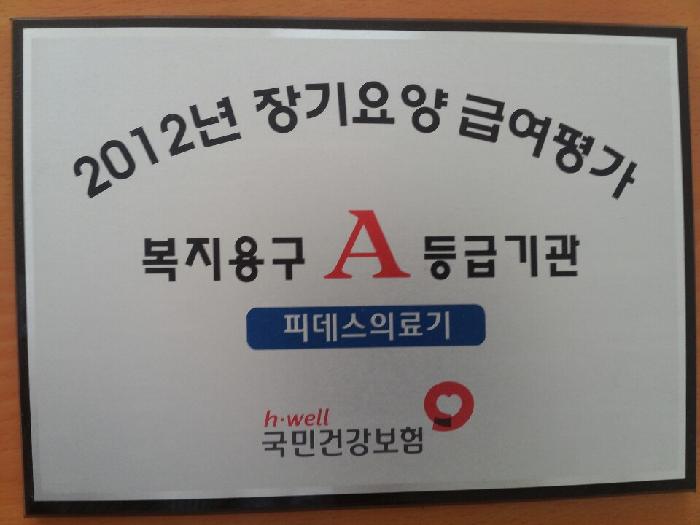 2012년 장기요양 급여평가
복지용구 A 등급기관
피데스의료기
h·well
국민건강보험